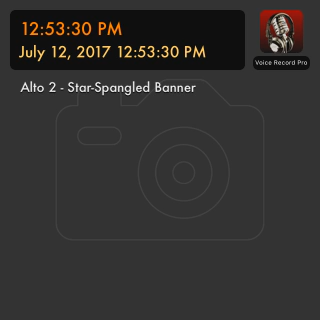 12:53:30 PM
July 12, 2017 12:53:30 PM
Voice Record Pro
Alto 2 - Star-Spangled Banner